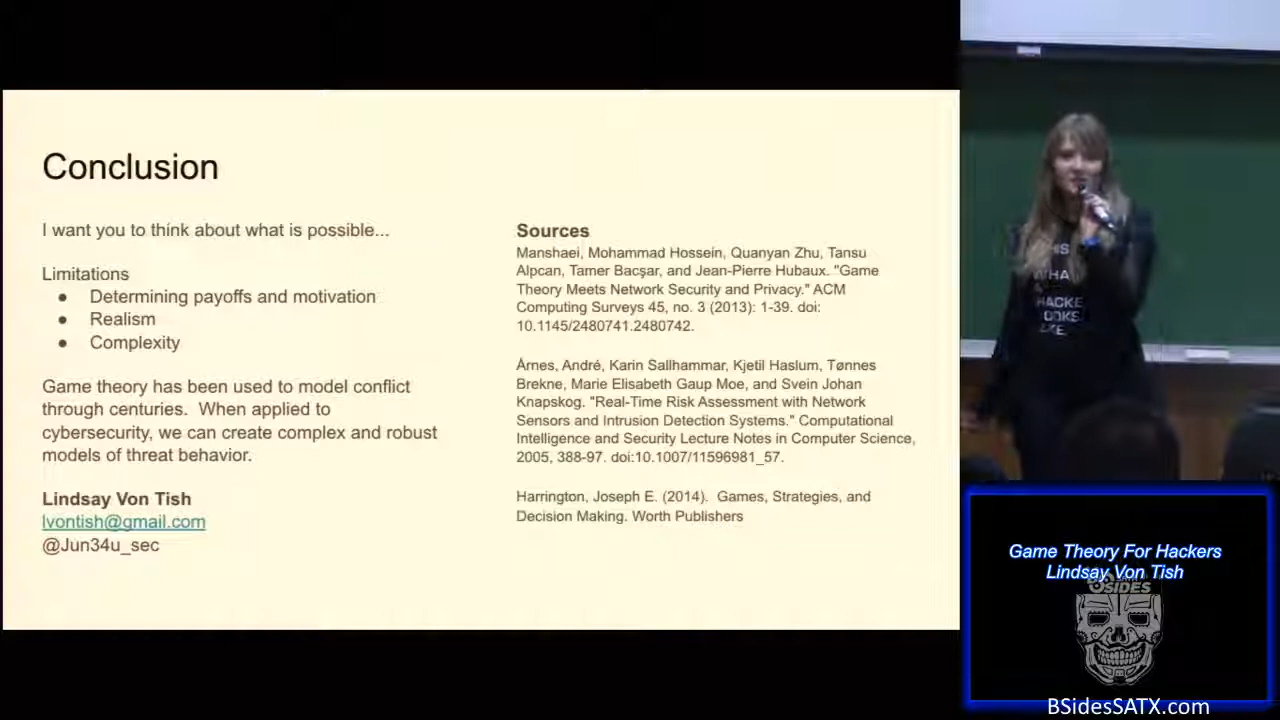 Conclusion
I want you to think about what is possible...
Limitations
● Determining payoffs and motivation
● Realism
● Complexity
Game theory has been used to model conflict
through centuries. When applied to
cybersecurity, we can create complex and robust
models of threat behavior.
Lindsay Von Tish
lvontish@gmail.com
@Jun34u_sec
Sources
Manshaei, Mohammad Hossein, Quanyan Zhu, Tansu
Alpcan, Tamer Bacşar, and Jean-Pierre Hubaux. "Game
Theory Meets Network Security and Privacy." ACM
Computing Surveys 45, no. 3 (2013): 1-39. doi:
10.1145/2480741.2480742.
Årnes, André, Karin Sallhammar, Kjetil Haslum, Tønnes
Brekne, Marie Elisabeth Gaup Moe, and Svein Johan
Knapskog. "Real-Time Risk Assessment with Network
Sensors and Intrusion Detection Systems." Computational
Intelligence and Security Lecture Notes in Computer Science,
2005, 388-97. doi:10.1007/11596981_57.
Harrington, Joseph E. (2014). Games, Strategies, and
Decision Making. Worth Publishers
HIS
WHA
HACKE
OOKS
KE
Game Theory For Hackers
Lindsay Von Tish
BSIDES
BSidesSATX.com